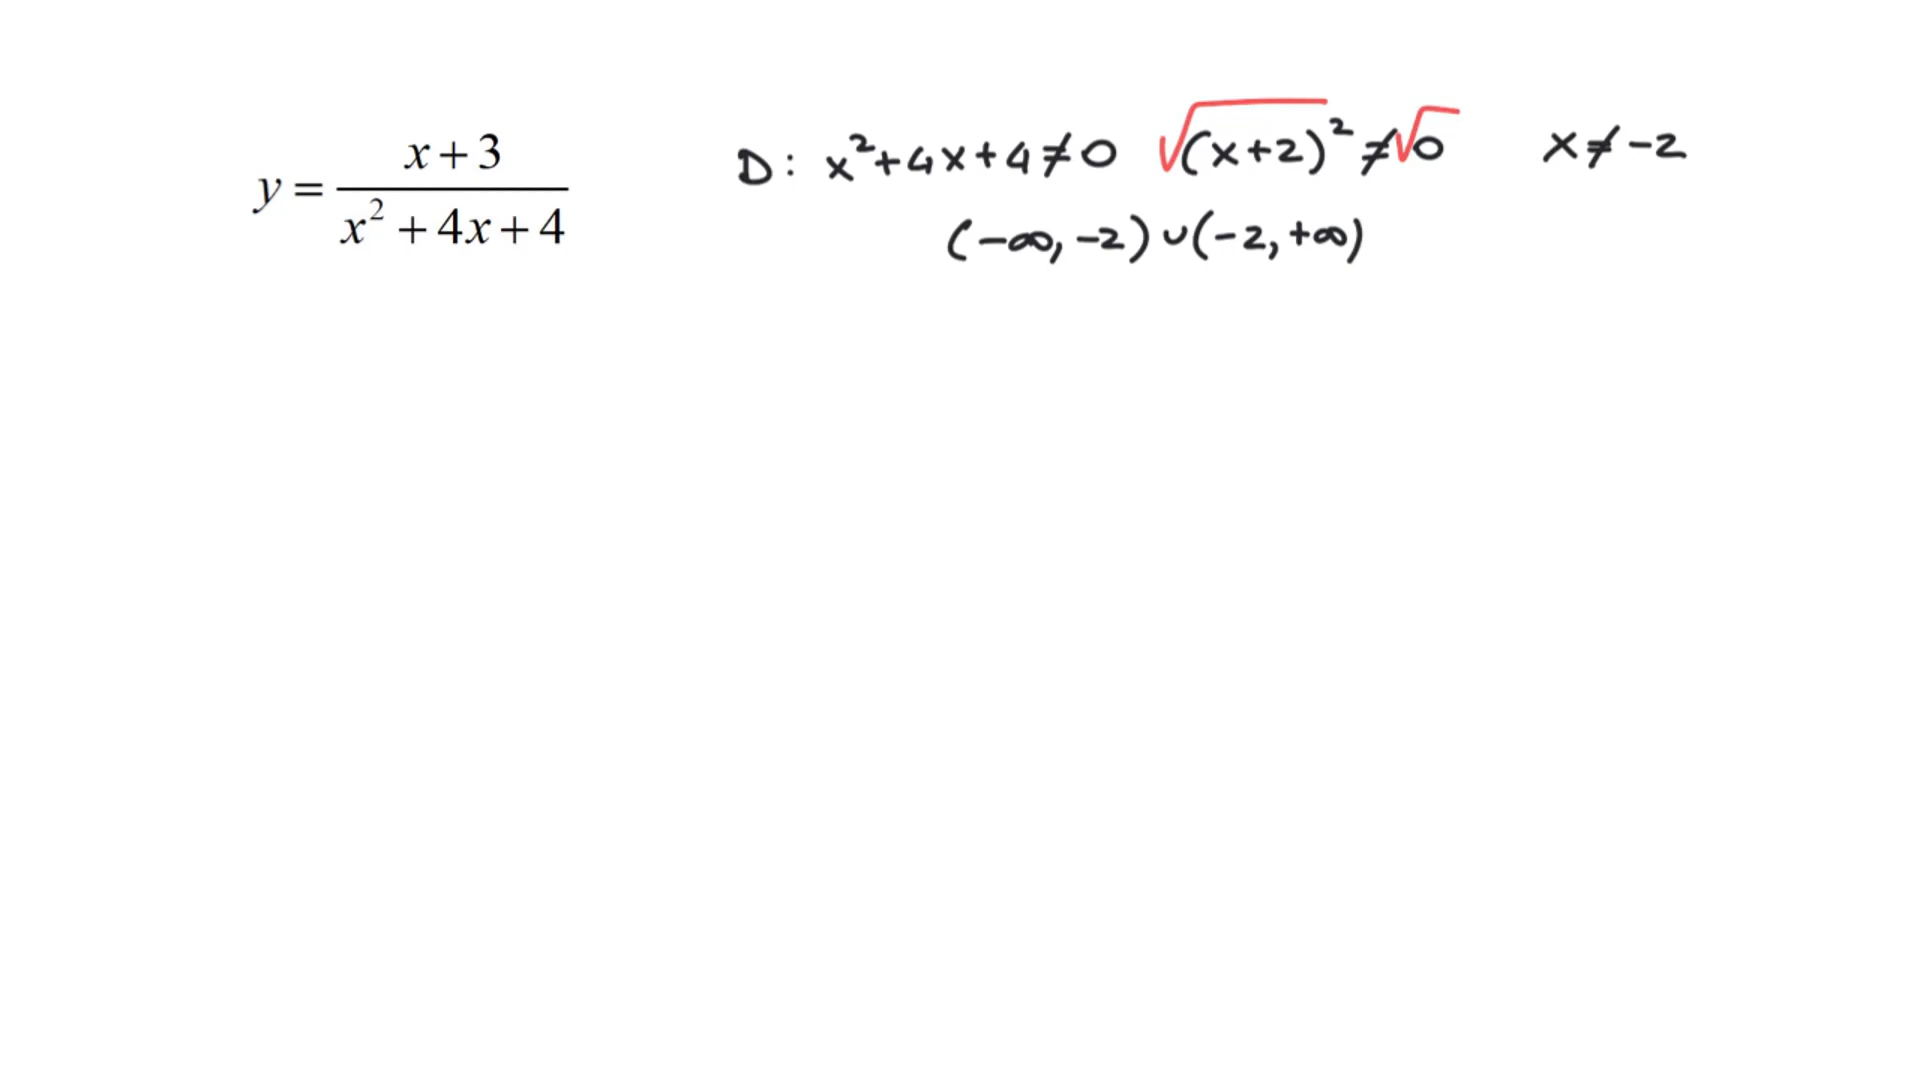 y = (x+3)/(x²+4x+4)
D: x²+4x+4≠0 √(x+2)²≠√0 x≠-2
(-∞,-2)∪(-2,+∞)